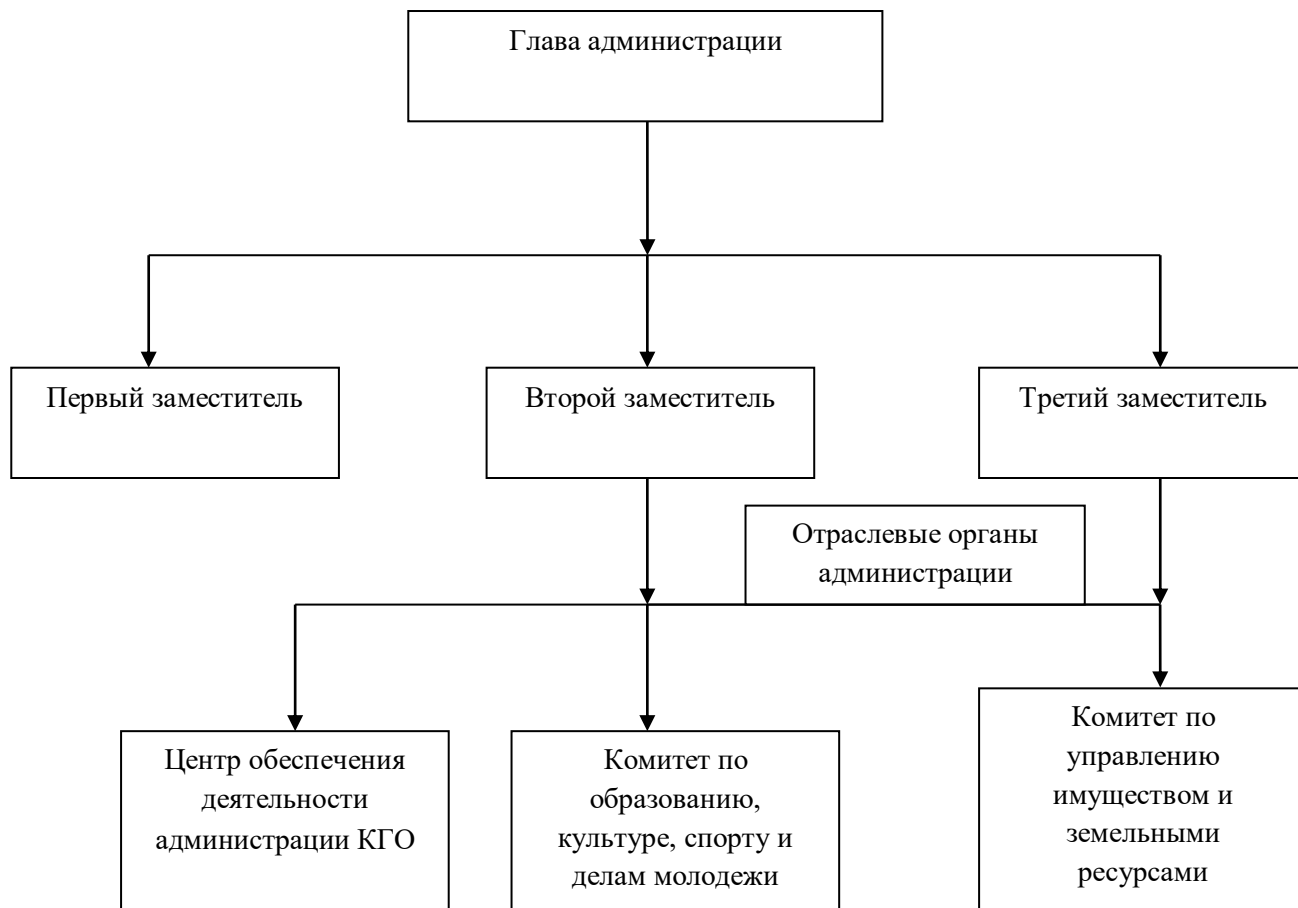 Глава администрации
Первый заместитель
Второй заместитель
Третий заместитель
Отраслевые органы
администрации
Центр обеспечения
деятельности
администрации КГО
Комитет по
образованию,
культуре, спорту и
делам молодежи
Комитет по
управлению
имуществом и
земельными
ресурсами